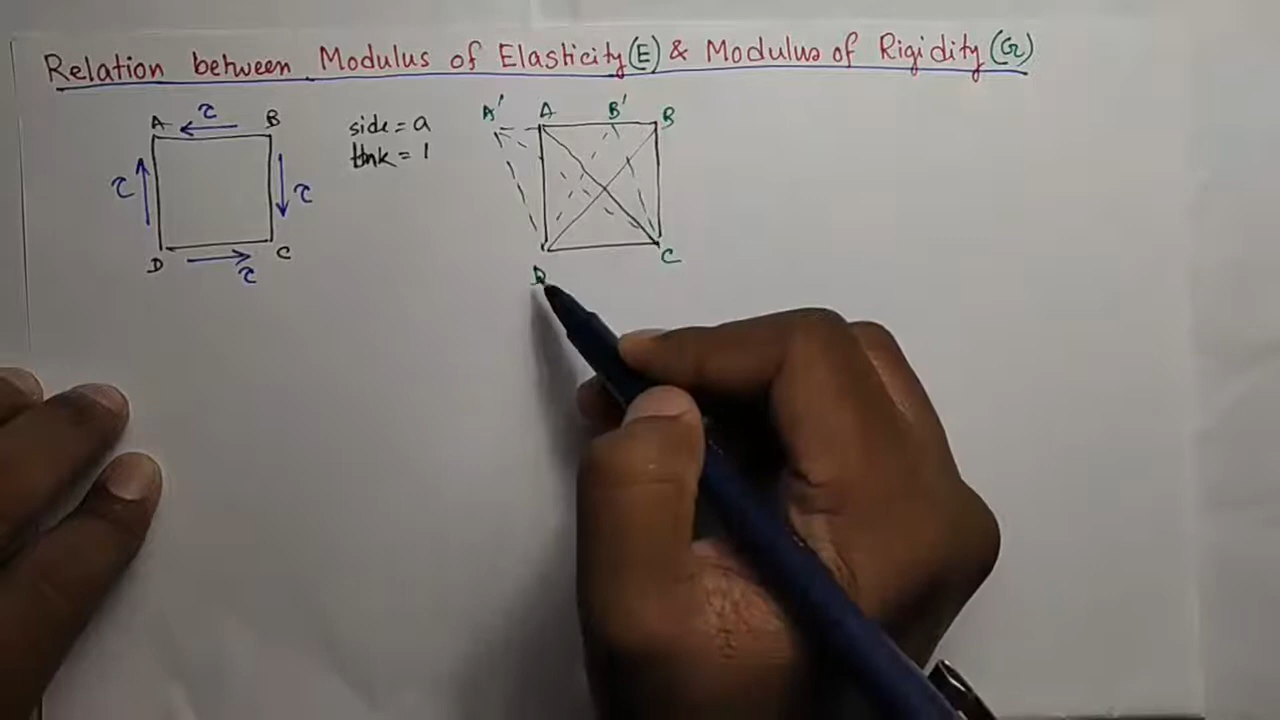 Relation between Modulus of Elasticity(E) & Modulus of Rigidity(G)
τ
A B
side = a
thk = 1
τ τ
D C
τ
A' A B' B
C
D